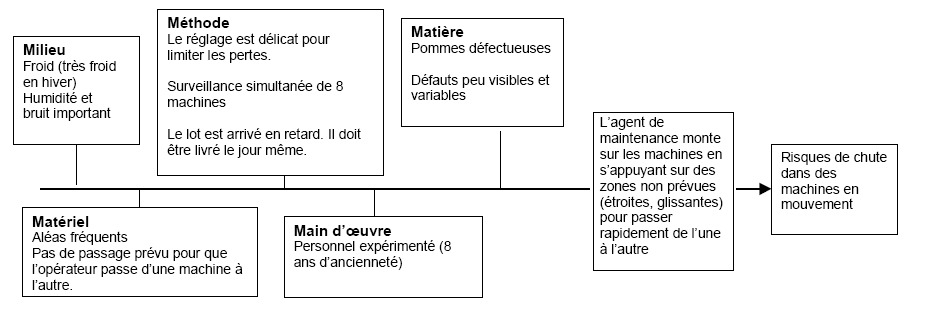 Milieu
Froid (très froid
en hiver)
Humidité et
bruit important
Méthode
Le réglage est délicat pour
limiter les pertes.
Surveillance simultanée de 8
machines
Le lot est arrivé en retard. Il doit
être livré le jour même.
Matière
Pommes défectueuses
Défauts peu visibles et
variables
Matériel
Aléas fréquents
Pas de passage prévu pour que
l'opérateur passe d'une machine à
l'autre.
Main d'œuvre
Personnel expérimenté (8
ans d'ancienneté)
L'agent de
maintenance monte
sur les machines en
s'appuyant sur des
zones non prévues
(étroites, glissantes)
pour passer
rapidement de l'une
à l'autre
Risques de chute
dans des
machines en
mouvement